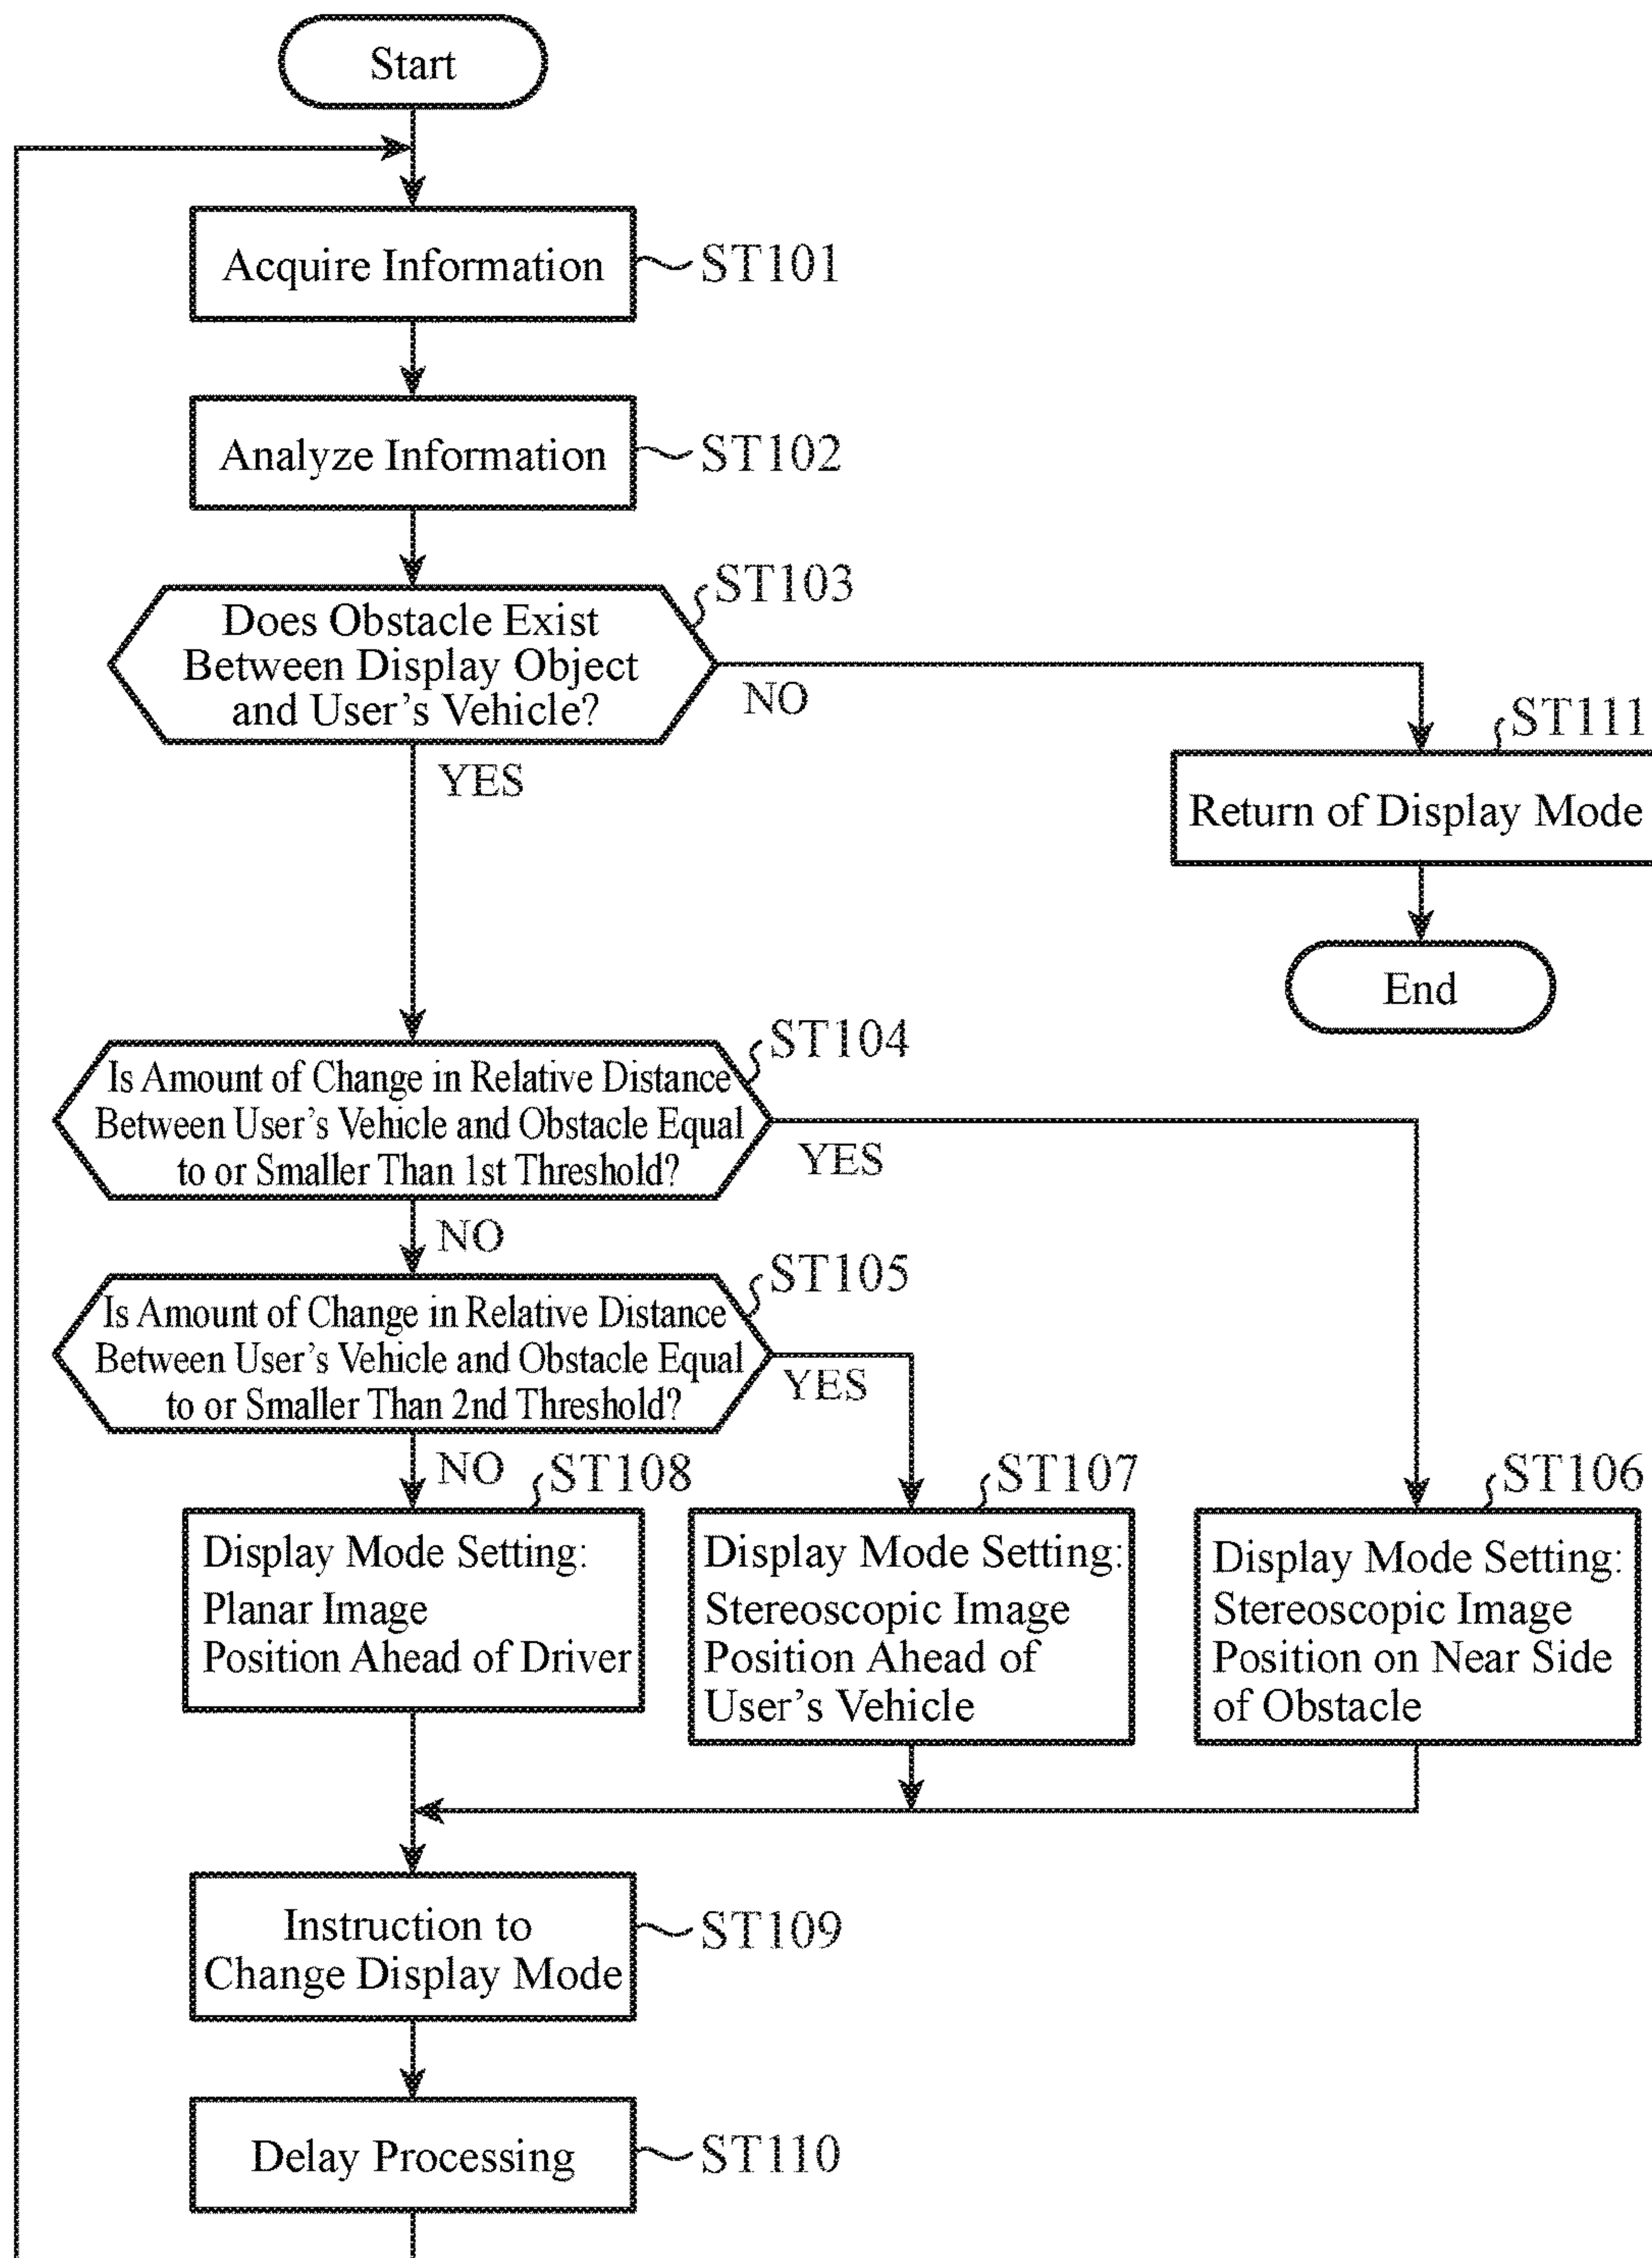 Start
Acquire Information
ST101
Analyze Information
ST102
ST103
Does Obstacle Exist
Between Display Object
and User's Vehicle?
NO
YES
ST111
Return of Display Mode
End
ST104
Is Amount of Change in Relative Distance
Between User's Vehicle and Obstacle Equal
to or Smaller Than 1st Threshold?
YES
NO
ST105
Is Amount of Change in Relative Distance
Between User's Vehicle and Obstacle Equal
to or Smaller Than 2nd Threshold?
YES
NO
ST108
Display Mode Setting:
Planar Image
Position Ahead of Driver
ST107
Display Mode Setting:
Stereoscopic Image
Position Ahead of
User's Vehicle
ST106
Display Mode Setting:
Stereoscopic Image
Position on Near Side
of Obstacle
Instruction to
Change Display Mode
ST109
Delay Processing
ST110